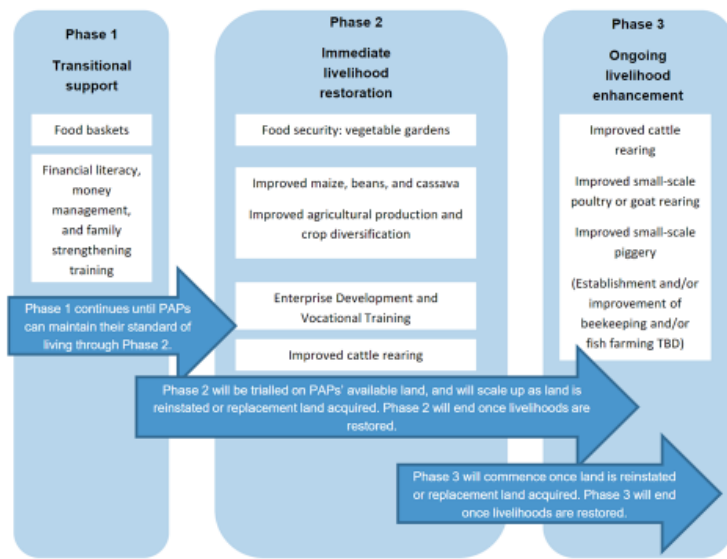 Phase 1
Transitional
support
Food baskets
Financial literacy,
money
management,
and family
strengthening
training
Phase 1 continues until PAPs
can maintain their standard of
living through Phase 2.
Phase 2
Immediate
livelihood
restoration
Food security: vegetable gardens
Improved maize, beans, and cassava
Improved agricultural production and
crop diversification
Enterprise Development and
Vocational Training
Improved cattle rearing
Phase 2 will be trialled on PAPs' available land, and will scale up as land is
reinstated or replacement land acquired. Phase 2 will end once livelihoods are
restored.
Phase 3
Ongoing
livelihood
enhancement
Improved cattle
rearing
Improved small-scale
poultry or goat rearing
Improved small-scale
piggery
(Establishment and/or
improvement of
beekeeping and/or
fish farming TBD)
Phase 3 will commence once land is reinstated
or replacement land acquired. Phase 3 will end
once livelihoods are restored.